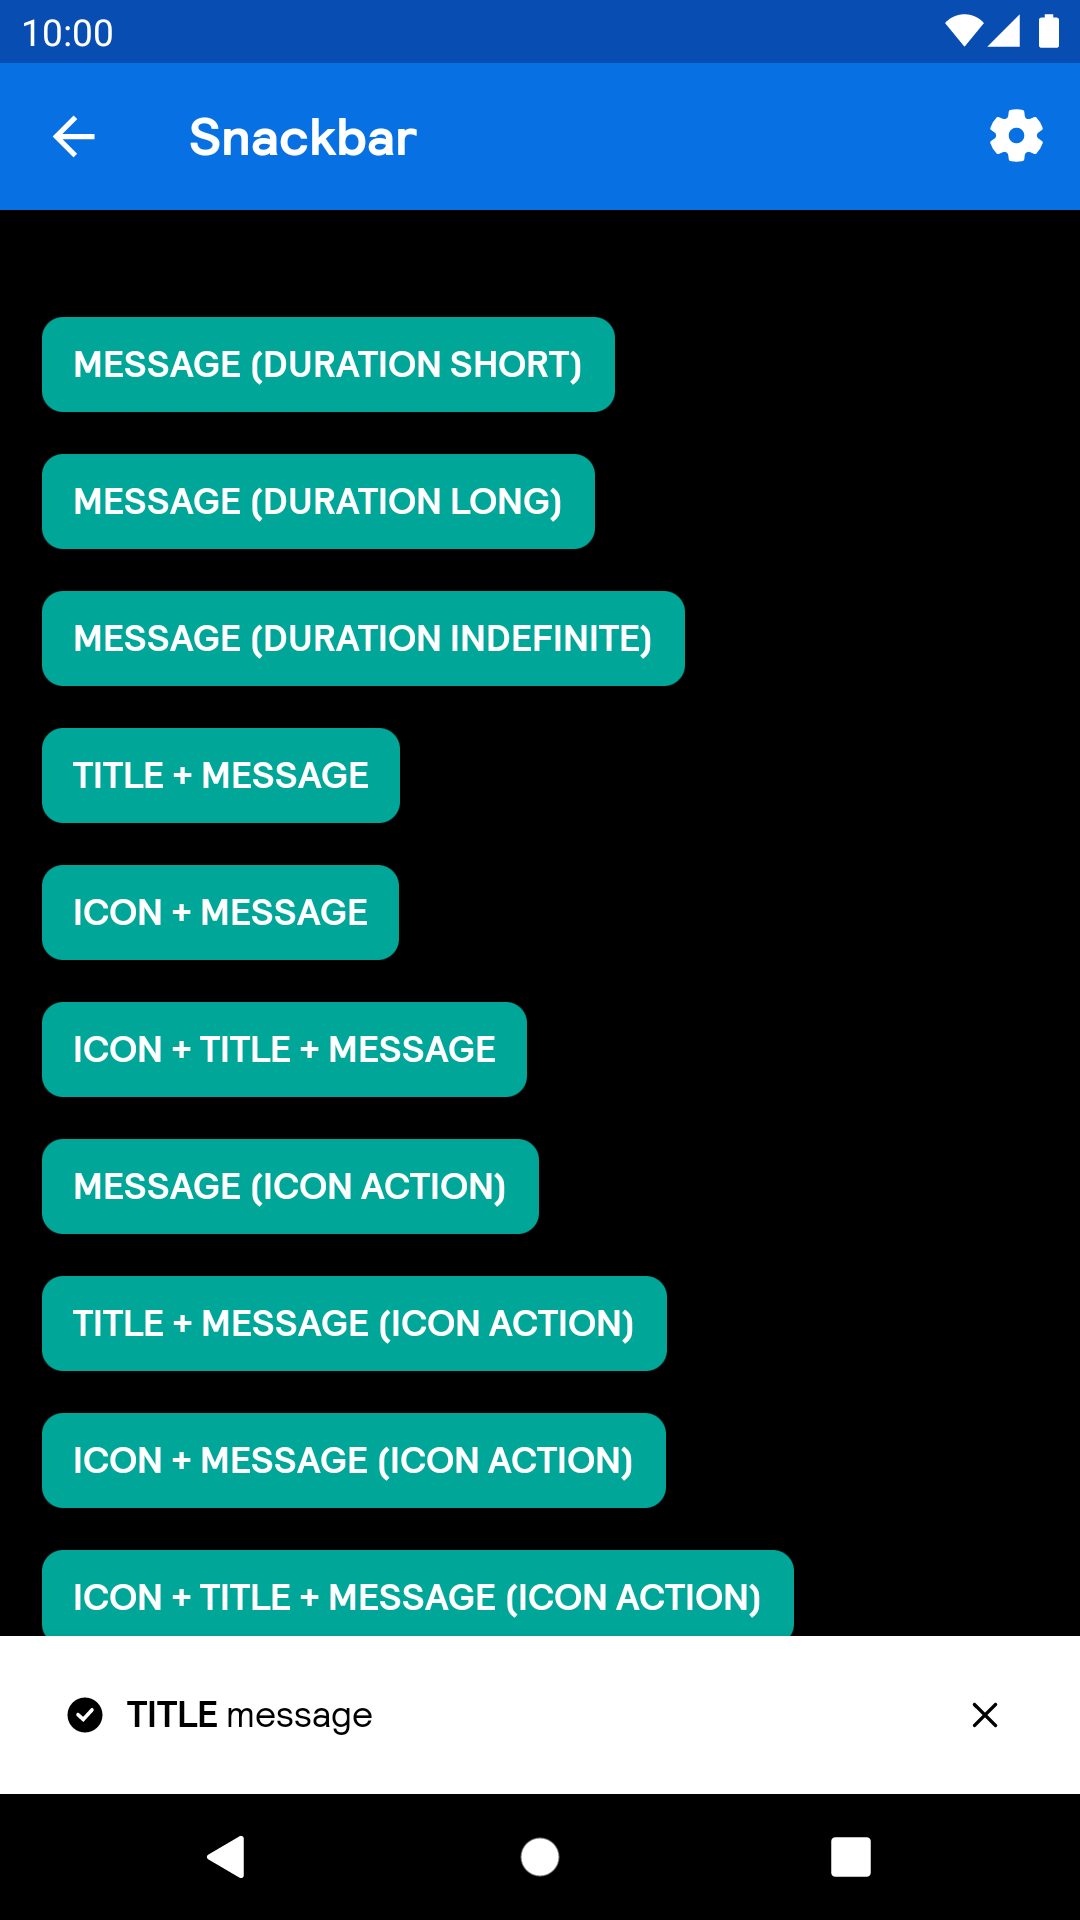 10:00
Snackbar
MESSAGE (DURATION SHORT)
MESSAGE (DURATION LONG)
MESSAGE (DURATION INDEFINITE)
TITLE + MESSAGE
ICON + MESSAGE
ICON + TITLE + MESSAGE
MESSAGE (ICON ACTION)
TITLE + MESSAGE (ICON ACTION)
ICON + MESSAGE (ICON ACTION)
ICON + TITLE + MESSAGE (ICON ACTION)
TITLE message